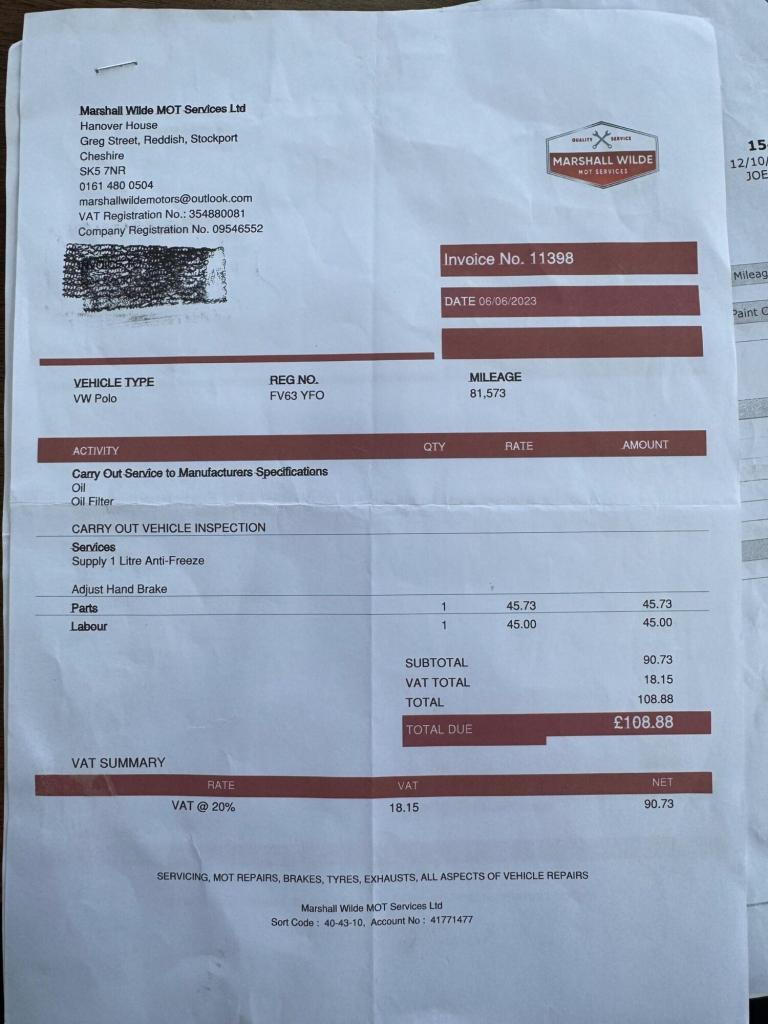 Marshall Wilde MOT Services Ltd
Hanover House
Greg Street, Reddish, Stockport
Cheshire
SK5 7NR
0161 480 0504
marshallwildemotors@outlook.com
VAT Registration No.: 354880081
Company Registration No. 09546552
QUALITY SERVICE
MARSHALL WILDE
MOT SERVICES
Invoice No. 11398
DATE 06/06/2023
VEHICLE TYPE REG NO. MILEAGE
VW Polo FV63 YFO 81,573
ACTIVITY QTY RATE AMOUNT
Carry Out Service to Manufacturers Specifications
Oil
Oil Filter
CARRY OUT VEHICLE INSPECTION
Services
Supply 1 Litre Anti-Freeze
Adjust Hand Brake
Parts 1 45.73 45.73
Labour 1 45.00 45.00
SUBTOTAL 90.73
VAT TOTAL 18.15
TOTAL 108.88
TOTAL DUE £108.88
VAT SUMMARY
RATE VAT NET
VAT @ 20% 18.15 90.73
SERVICING, MOT REPAIRS, BRAKES, TYRES, EXHAUSTS, ALL ASPECTS OF VEHICLE REPAIRS
Marshall Wilde MOT Services Ltd
Sort Code : 40-43-10, Account No : 41771477
15
12/10/
JOE
Mileag
Paint